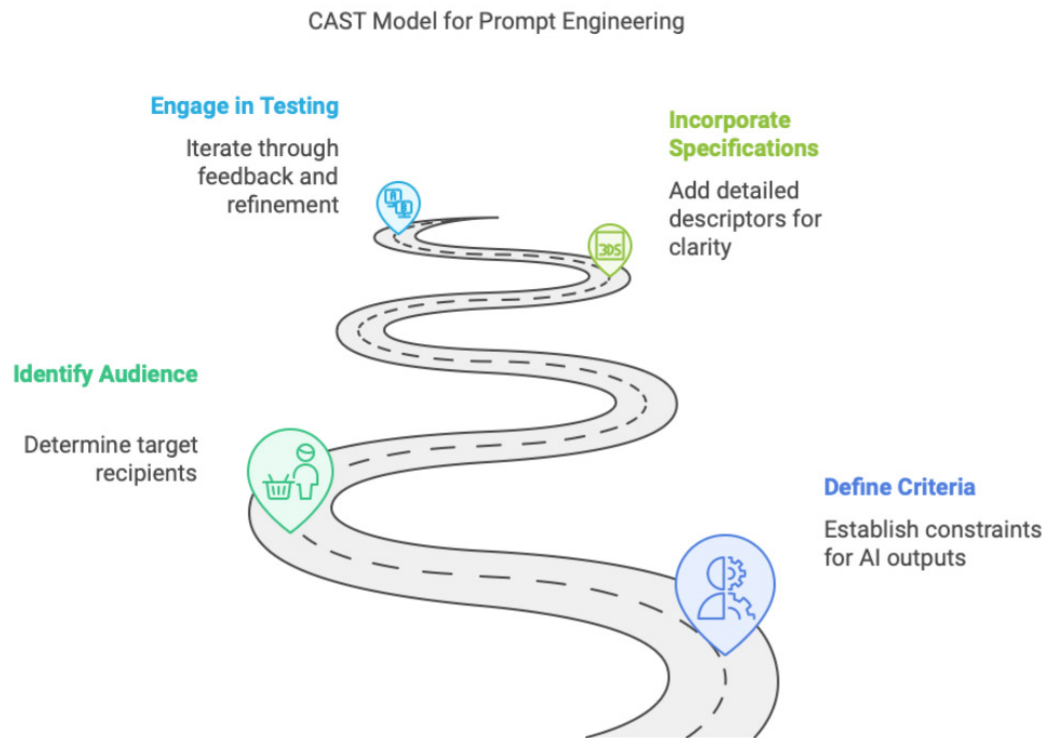 CAST Model for Prompt Engineering
Engage in Testing
Iterate through
feedback and
refinement
Incorporate
Specifications
Add detailed
descriptors for
clarity
A
B
3DS
Identify Audience
Determine target
recipients
Define Criteria
Establish constraints
for AI outputs